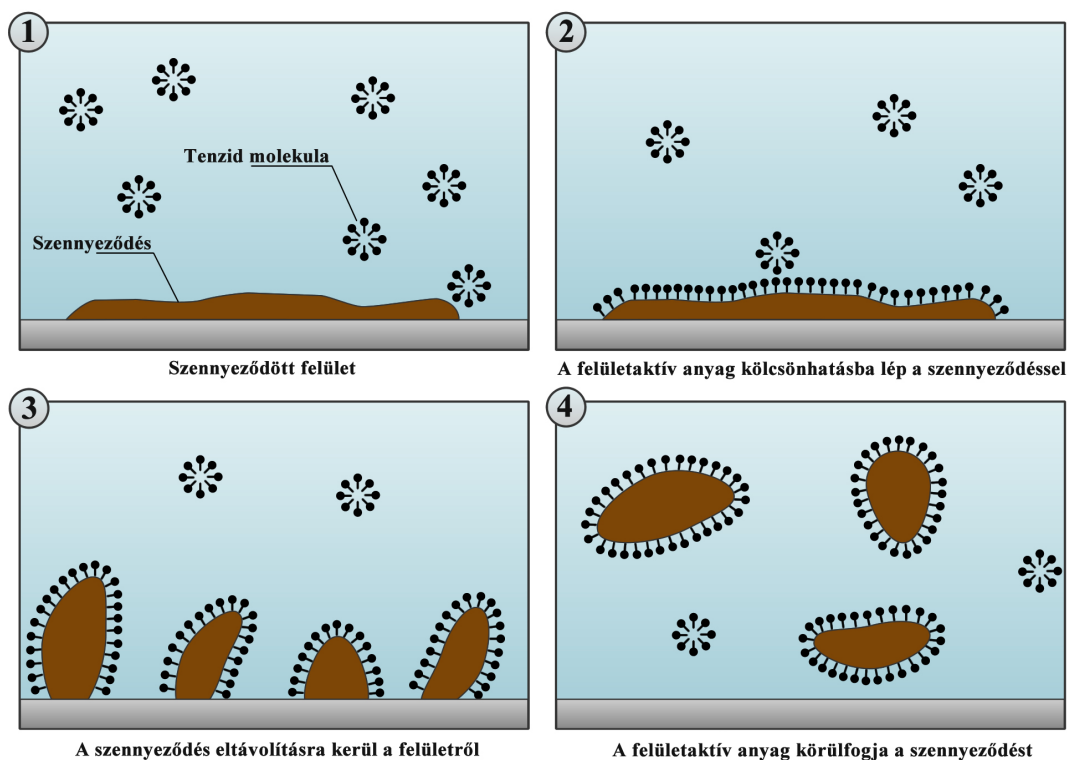 1
Tenzid molekula
Szennyeződés
Szennyeződött felület
2
A felületaktív anyag kölcsönhatásba lép a szennyeződéssel
3
A szennyeződés eltávolításra kerül a felületről
4
A felületaktív anyag körülfogja a szennyeződést